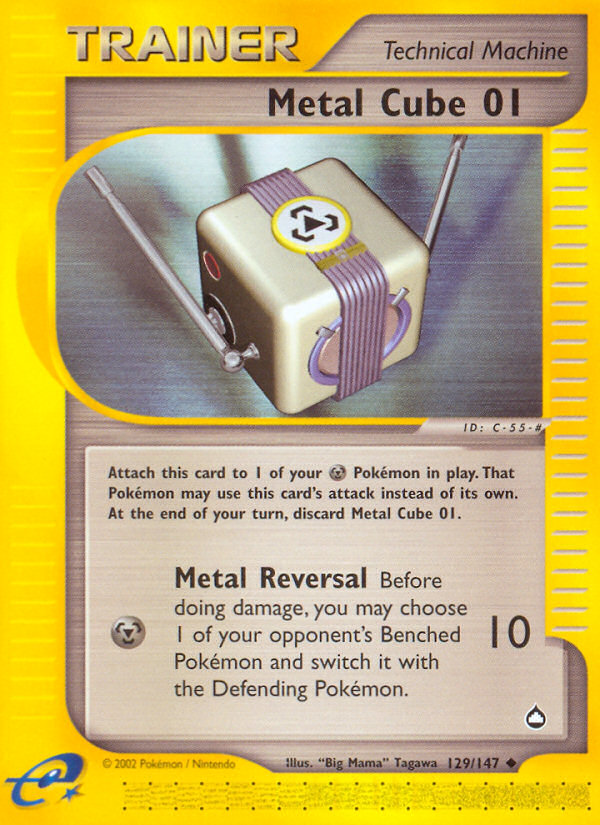 TRAINER
Technical Machine
Metal Cube 01
ID: C-55-#
Attach this card to 1 of your Pokémon in play. That
Pokémon may use this card's attack instead of its own.
At the end of your turn, discard Metal Cube 01.
Metal Reversal Before
doing damage, you may choose
1 of your opponent's Benched
Pokémon and switch it with
the Defending Pokémon.
10
e
© 2002 Pokémon / Nintendo
Illus. "Big Mama" Tagawa 129/147